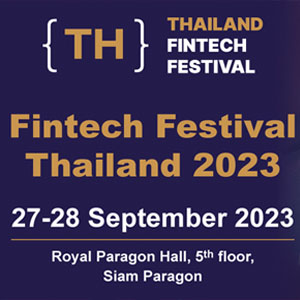 {TH} THAILAND
FINTECH
FESTIVAL
Fintech Festival
Thailand 2023
27-28 September 2023
Royal Paragon Hall, 5th floor,
Siam Paragon